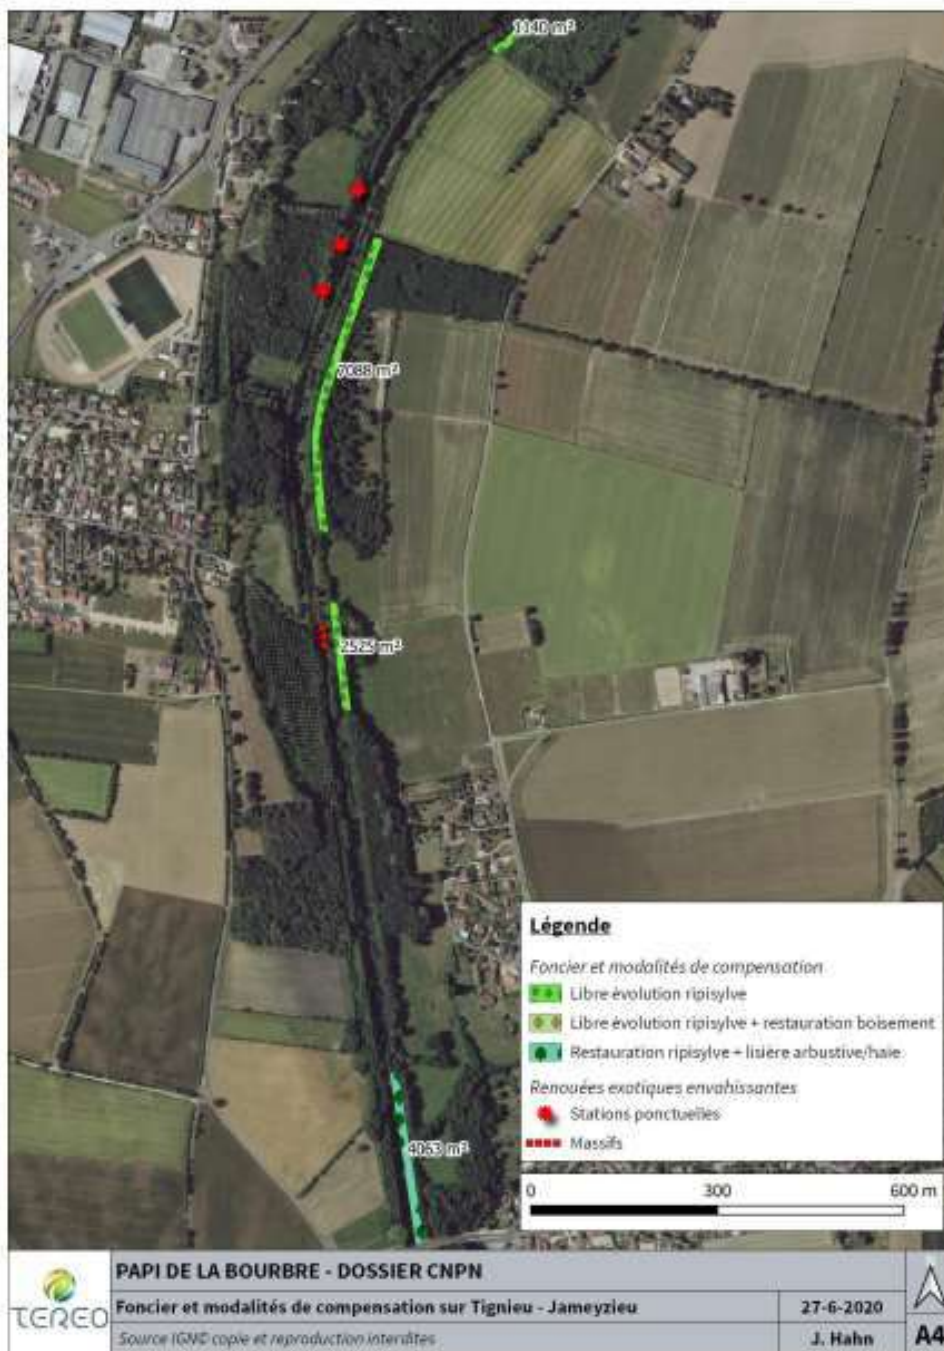 1140 m²
7088 m²
2525 m²
4063 m²
Légende
Foncier et modalités de compensation
Libre évolution ripisylve
Libre évolution ripisylve + restauration boisement
Restauration ripisylve + lisière arbustive/haie
Renouées exotiques envahissantes
Stations ponctuelles
Massifs
0 300 600 m
TEREO
PAPI DE LA BOURBRE - DOSSIER CNPN
Foncier et modalités de compensation sur Tignieu - Jameyzieu
27-6-2020
Source IGN© copie et reproduction interdites
J. Hahn
A4